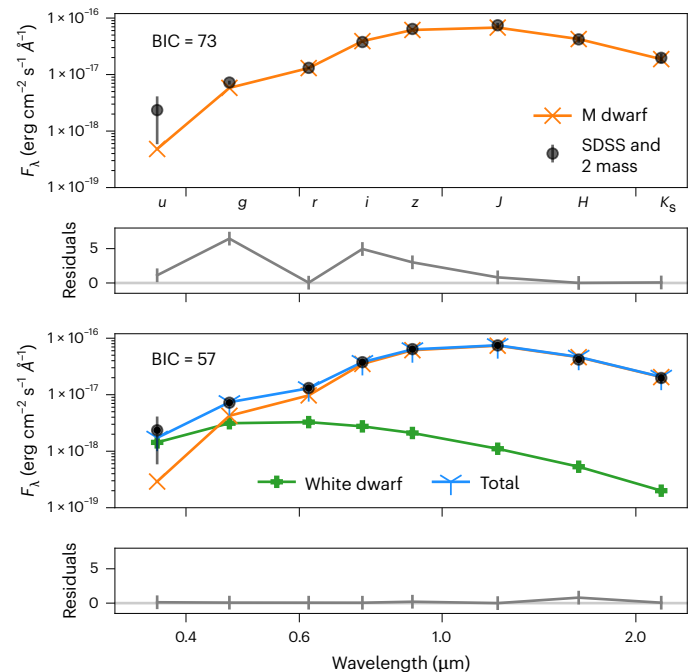 1 × 10⁻¹⁶
BIC = 73
1 × 10⁻¹⁷
M dwarf
1 × 10⁻¹⁸
SDSS and
2 mass
1 × 10⁻¹⁹
F_λ (erg cm⁻² s⁻¹ Å⁻¹)
u g r i z J H K_s
5
0
Residuals
1 × 10⁻¹⁶
BIC = 57
1 × 10⁻¹⁷
1 × 10⁻¹⁸
White dwarf Total
1 × 10⁻¹⁹
F_λ (erg cm⁻² s⁻¹ Å⁻¹)
5
0
Residuals
0.4 0.6 1.0 2.0
Wavelength (μm)